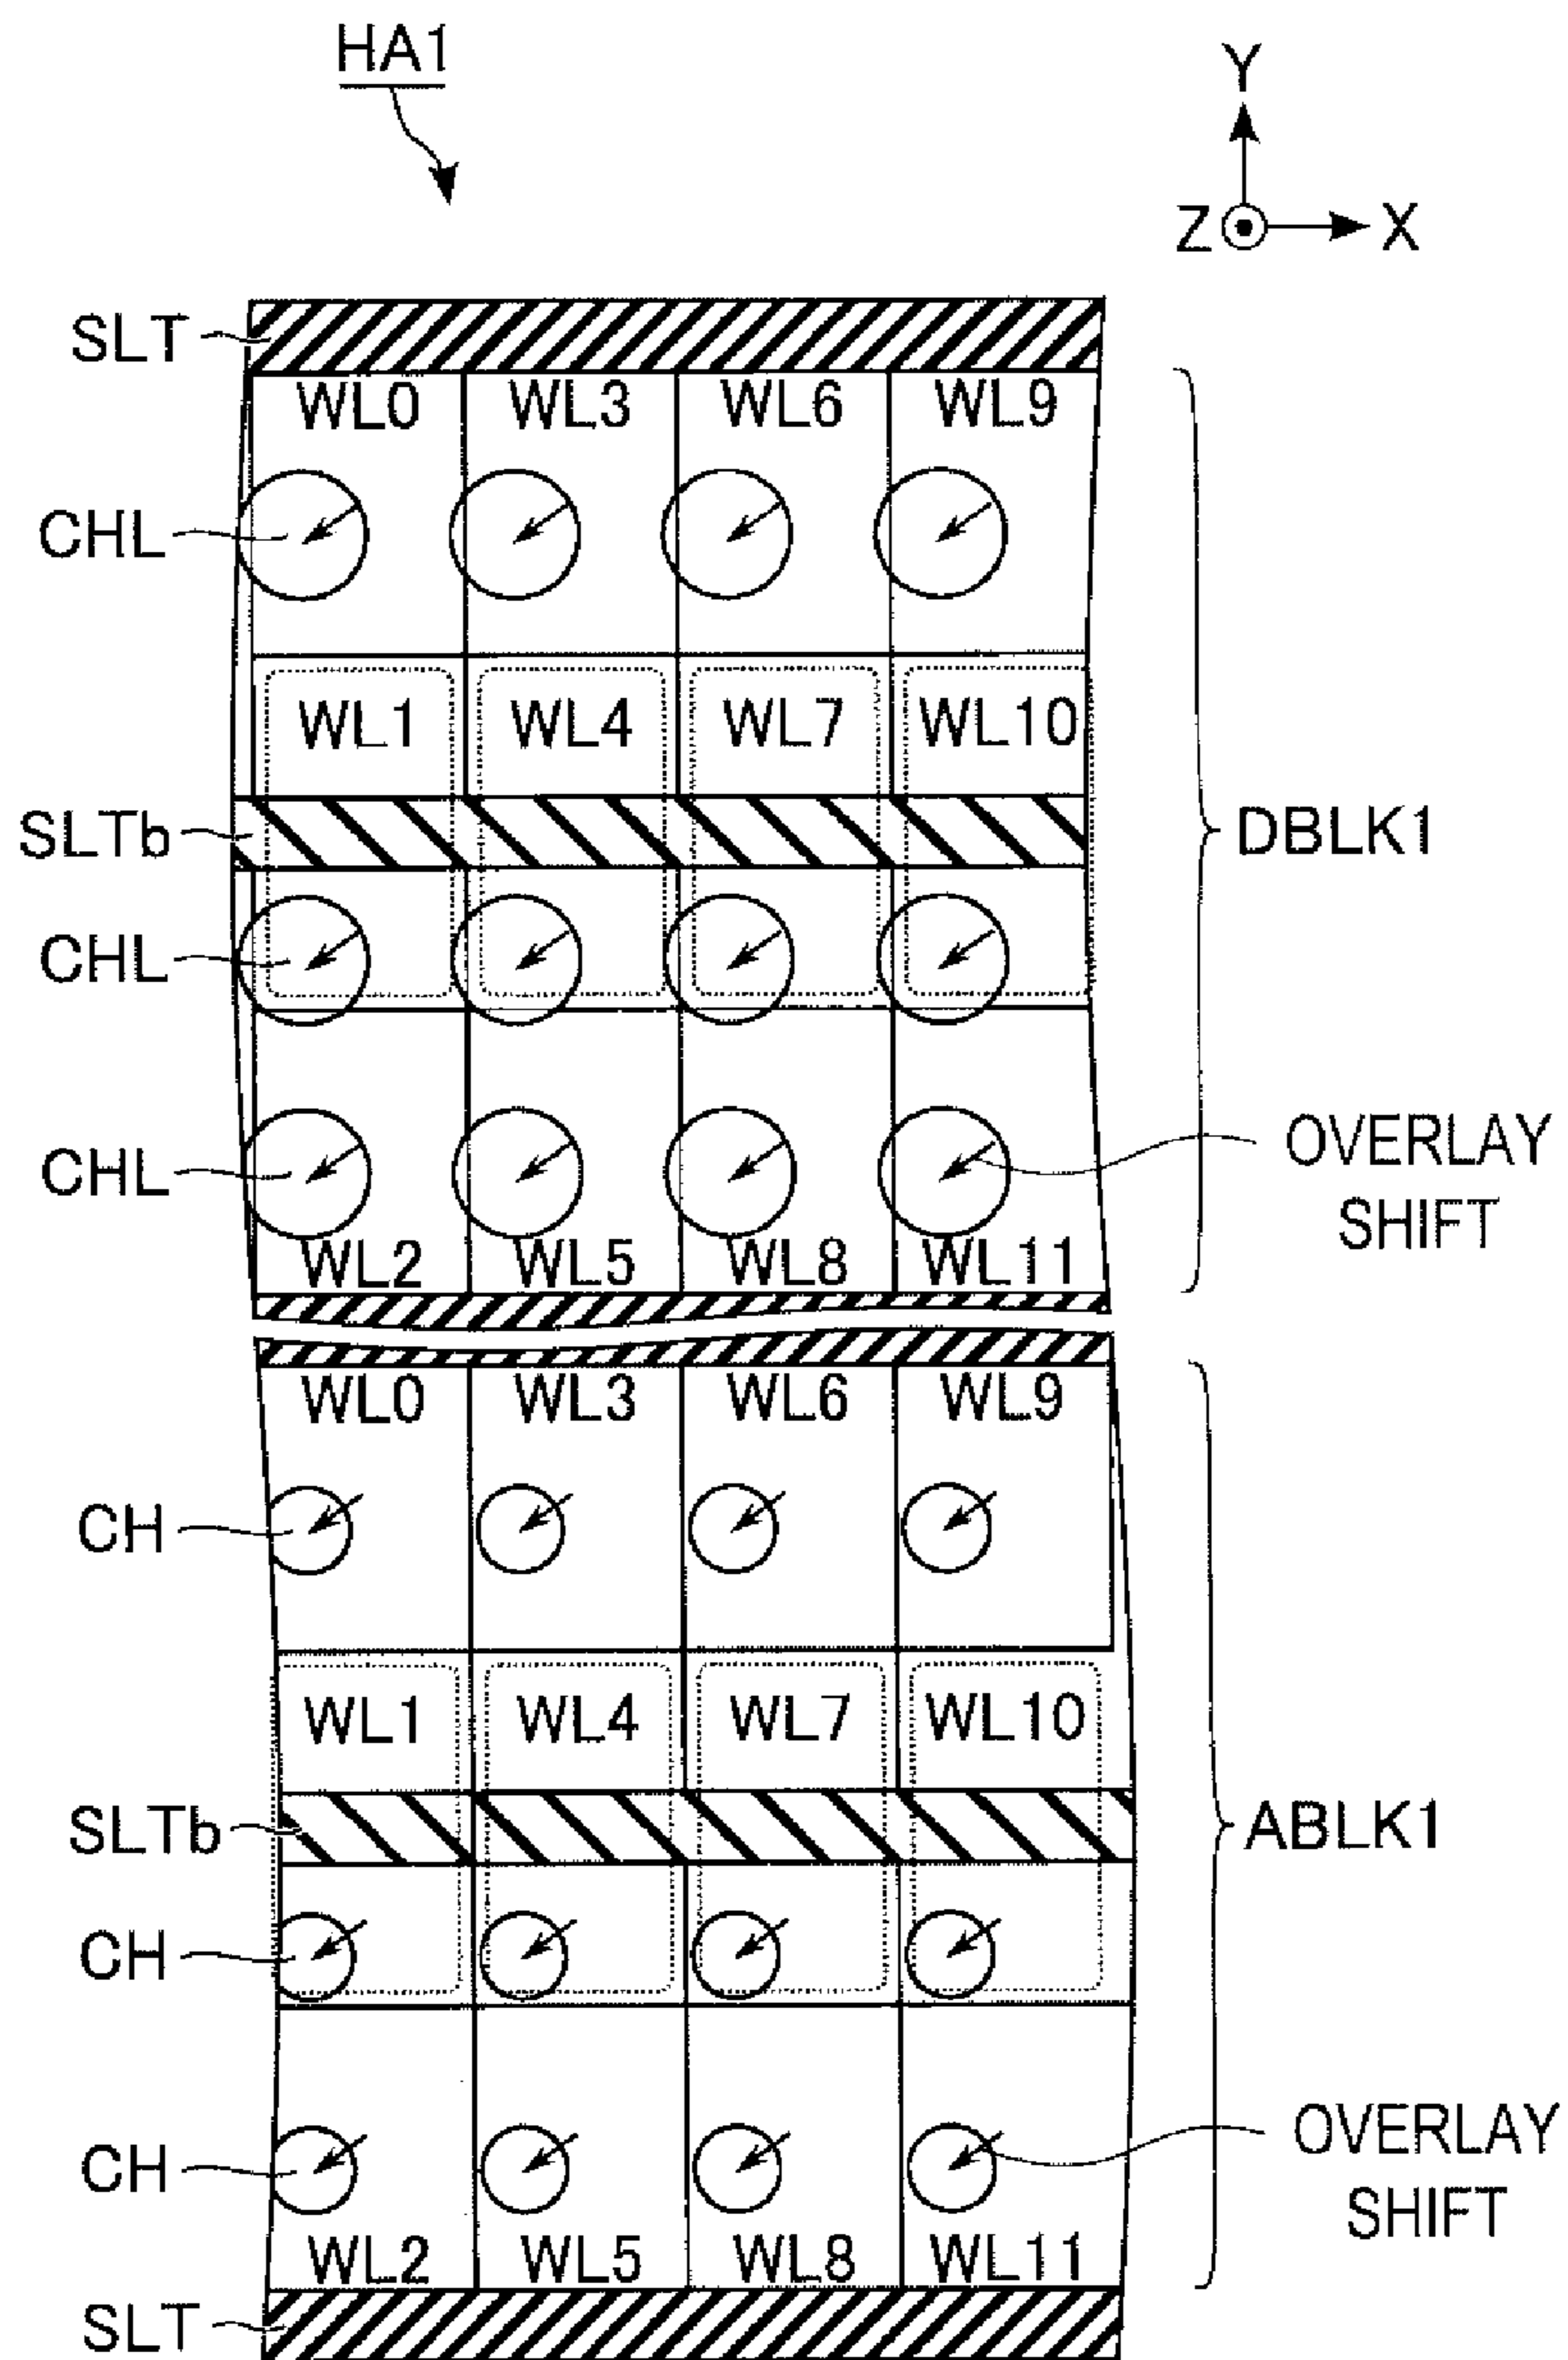 HA1
Y
Z X
SLT
WL0 WL3 WL6 WL9
CHL
WL1 WL4 WL7 WL10
SLTb
DBLK1
CHL
CHL
OVERLAY
SHIFT
WL2 WL5 WL8 WL11
WL0 WL3 WL6 WL9
CH
WL1 WL4 WL7 WL10
SLTb
ABLK1
CH
CH
OVERLAY
SHIFT
WL2 WL5 WL8 WL11
SLT